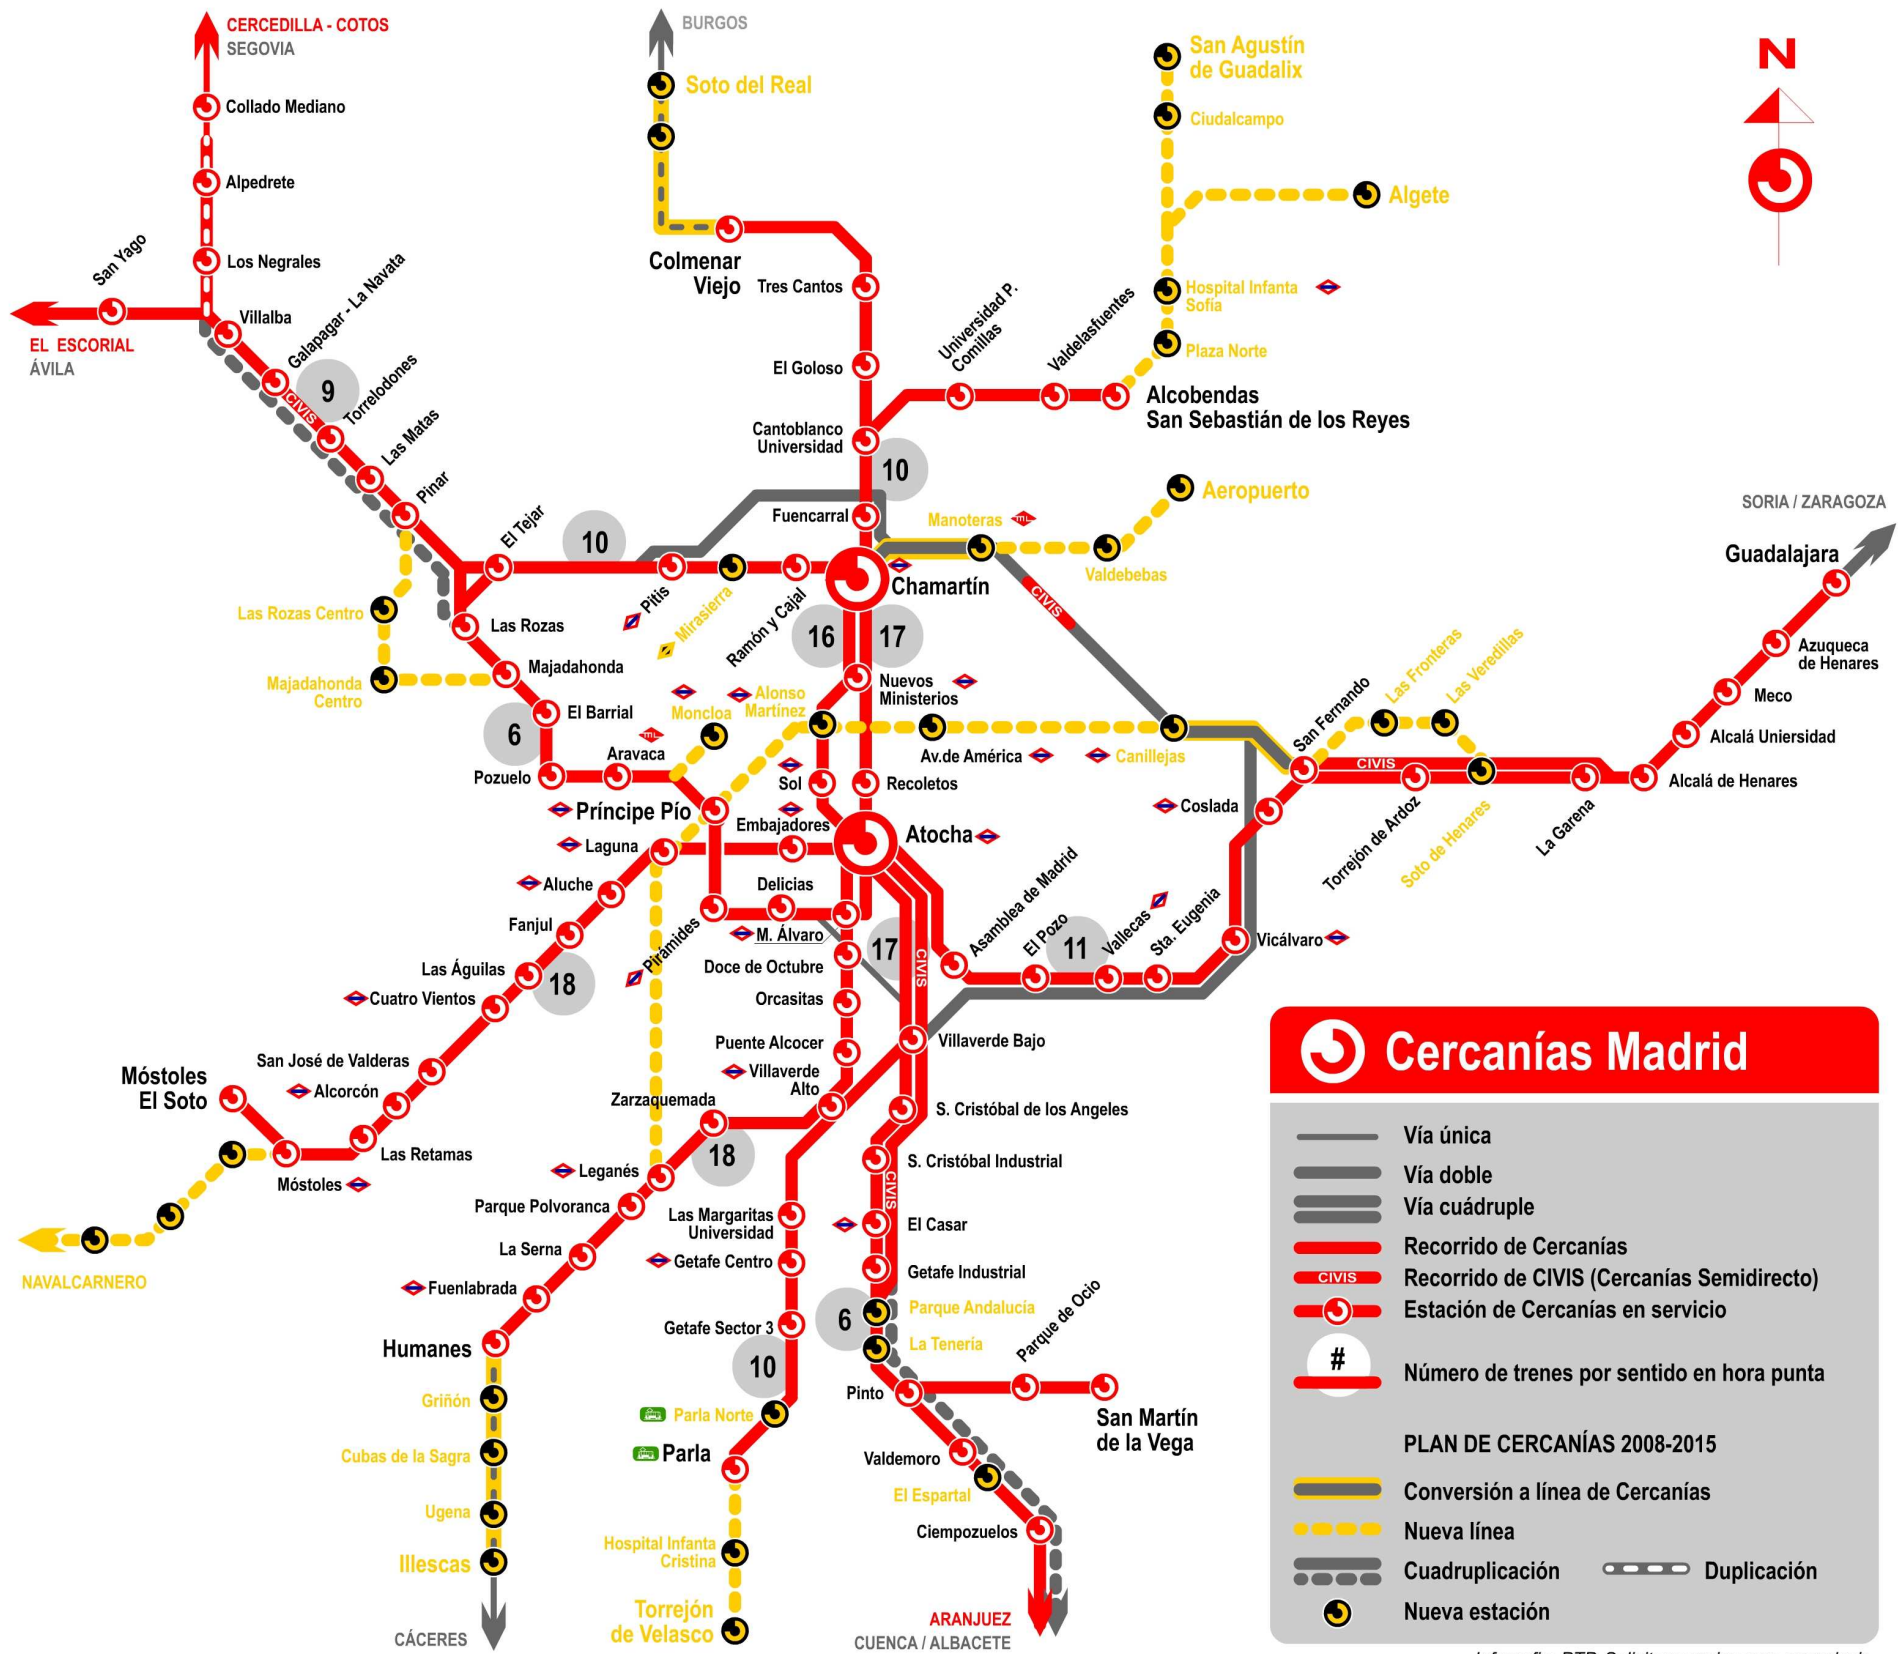 CERCEDILLA - COTOS
SEGOVIA
BURGOS
N
Collado Mediano
Alpedrete
Los Negrales
San Yago
EL ESCORIAL
ÁVILA
Villalba
Galapagar - La Navata
9
CIVIS
Torrelodones
Las Matas
Pinar
El Tejar
10
Las Rozas Centro
Majadahonda
Centro
Las Rozas
Majadahonda
El Barrial
6
Pozuelo
Aravaca
mL
Moncloa
Príncipe Pío
Soto del Real
Colmenar
Viejo
Tres Cantos
El Goloso
Cantoblanco
Universidad
10
Fuencarral
Universidad P.
Comillas
Valdelasfuentes
Alcobendas
San Sebastián de los Reyes
Plaza Norte
Hospital Infanta
Sofía
Ciudalcampo
San Agustín
de Guadalix
Algete
Pitis
Mirasierra
Ramón y Cajal
Chamartín
Manoteras
mL
Valdebebas
Aeropuerto
CIVIS
16
17
Nuevos
Ministerios
Alonso
Martínez
Av.de América
Canillejas
Sol
Recoletos
Embajadores
Atocha
Laguna
Aluche
Fanjul
Las Águilas
18
Cuatro Vientos
San José de Valderas
Alcorcón
Las Retamas
Móstoles
Móstoles
El Soto
NAVALCARNERO
Delicias
M. Álvaro
Pirámides
Doce de Octubre
Orcasitas
Puente Alcocer
Villaverde
Alto
Zarzaquemada
18
Leganés
Parque Polvoranca
La Serna
Fuenlabrada
Humanes
Griñón
Cubas de la Sagra
Ugena
Illescas
CÁCERES
Las Margaritas
Universidad
Getafe Centro
Getafe Sector 3
10
Parla Norte
Parla
Hospital Infanta
Cristina
Torrejón
de Velasco
17
CIVIS
Villaverde Bajo
S. Cristóbal de los Angeles
S. Cristóbal Industrial
CIVIS
El Casar
Getafe Industrial
Parque Andalucía
6
La Tenería
Pinto
Parque de Ocio
San Martín
de la Vega
Valdemoro
El Espartal
Ciempozuelos
ARANJUEZ
CUENCA / ALBACETE
Asamblea de Madrid
El Pozo
11
Vallecas
Sta. Eugenia
Vicálvaro
Coslada
San Fernando
Las Fronteras
Las Veredillas
CIVIS
Torrejón de Ardoz
Soto de Henares
La Garena
Alcalá de Henares
Alcalá Uniersidad
Meco
Azuqueca
de Henares
Guadalajara
SORIA / ZARAGOZA
Cercanías Madrid
Vía única
Vía doble
Vía cuádruple
Recorrido de Cercanías
CIVIS
Recorrido de CIVIS (Cercanías Semidirecto)
Estación de Cercanías en servicio
#
Número de trenes por sentido en hora punta
PLAN DE CERCANÍAS 2008-2015
Conversión a línea de Cercanías
Nueva línea
Cuadruplicación
Duplicación
Nueva estación